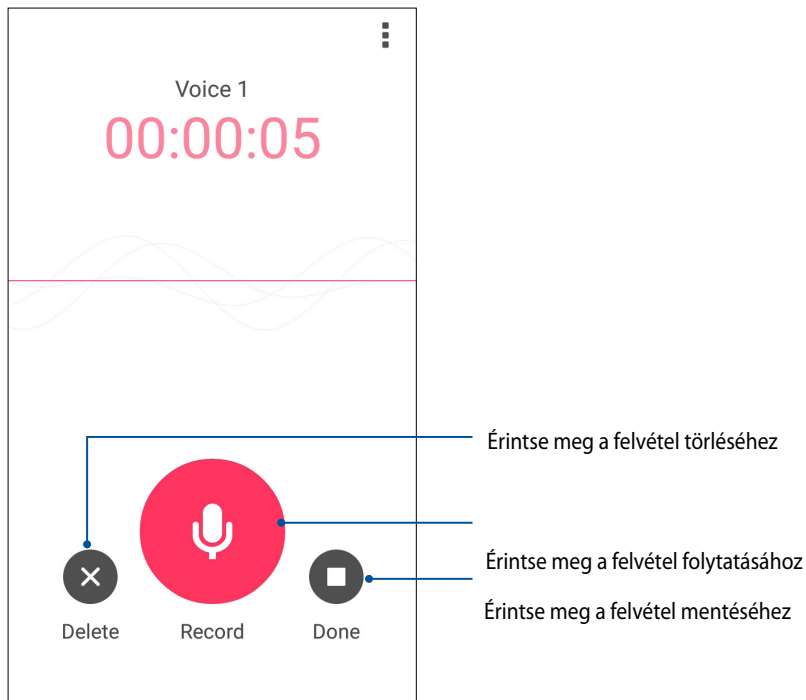 Voice 1
00:00:05
Érintse meg a felvétel törléséhez
Érintse meg a felvétel folytatásához
Érintse meg a felvétel mentéséhez
Delete Record Done